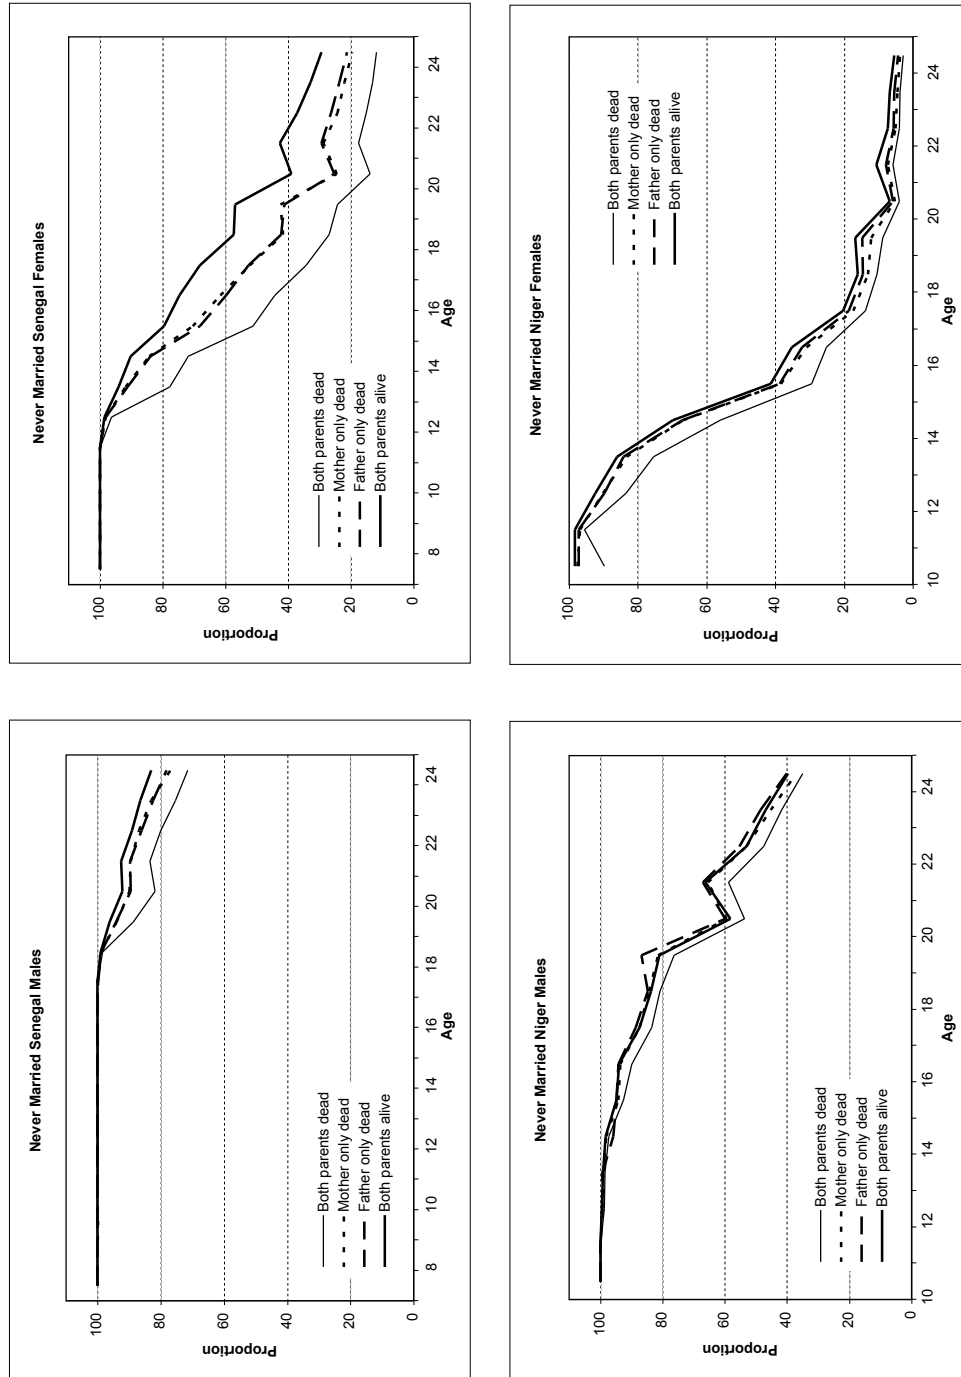 Never Married Senegal Males
Proportion
100
80
60
40
20
0
Both parents dead
Mother only dead
Father only dead
Both parents alive
8 10 12 14 16 18 20 22 24
Age
Never Married Senegal Females
Proportion
100
80
60
40
20
0
Both parents dead
Mother only dead
Father only dead
Both parents alive
8 10 12 14 16 18 20 22 24
Age
Never Married Niger Males
Proportion
100
80
60
40
20
0
Both parents dead
Mother only dead
Father only dead
Both parents alive
10 12 14 16 18 20 22 24
Age
Never Married Niger Females
Proportion
100
80
60
40
20
0
Both parents dead
Mother only dead
Father only dead
Both parents alive
10 12 14 16 18 20 22 24
Age